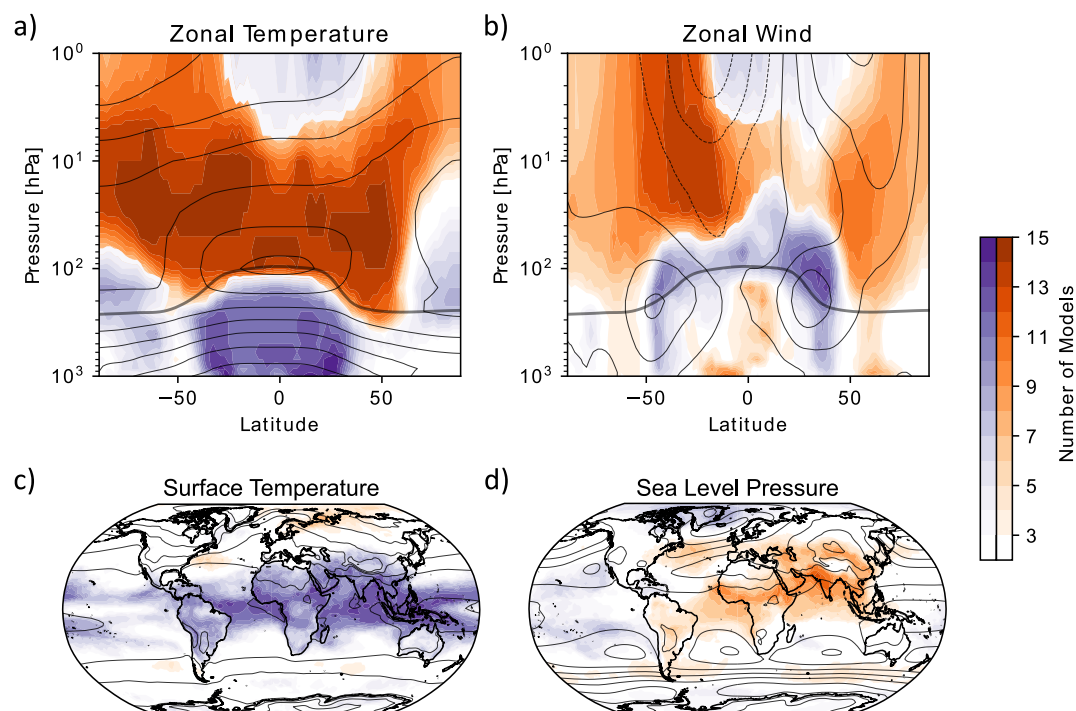 a)
Zonal Temperature
10⁰
10¹
10²
10³
Pressure [hPa]
−50
0
50
Latitude
b)
Zonal Wind
10⁰
10¹
10²
10³
Pressure [hPa]
−50
0
50
Latitude
15
13
11
9
7
5
3
Number of Models
c)
Surface Temperature
d)
Sea Level Pressure